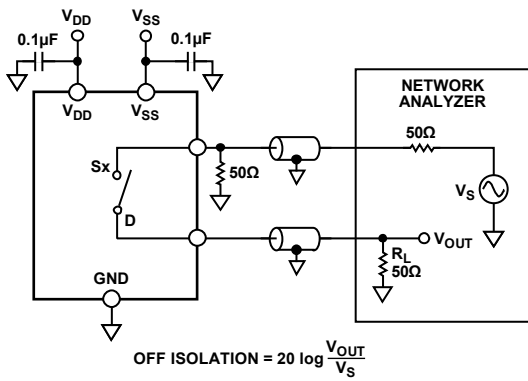 V_DD V_SS
0.1µF 0.1µF
V_DD V_SS
NETWORK
ANALYZER
50Ω
Sx
50Ω
V_S
D
V_OUT
R_L
50Ω
GND
OFF ISOLATION = 20 log V_OUT / V_S